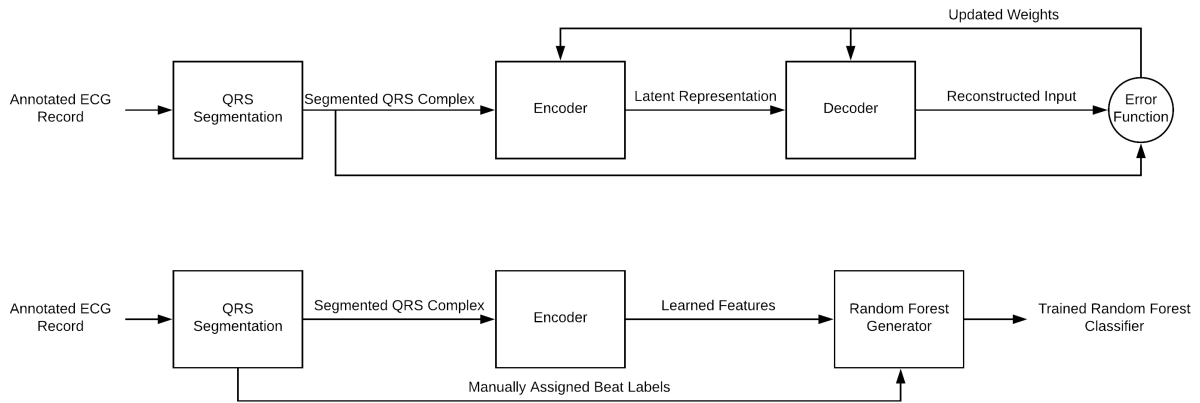 Updated Weights
Annotated ECG
Record
QRS
Segmentation
Segmented QRS Complex
Encoder
Latent Representation
Decoder
Reconstructed Input
Error
Function
Annotated ECG
Record
QRS
Segmentation
Segmented QRS Complex
Encoder
Learned Features
Random Forest
Generator
Trained Random Forest
Classifier
Manually Assigned Beat Labels